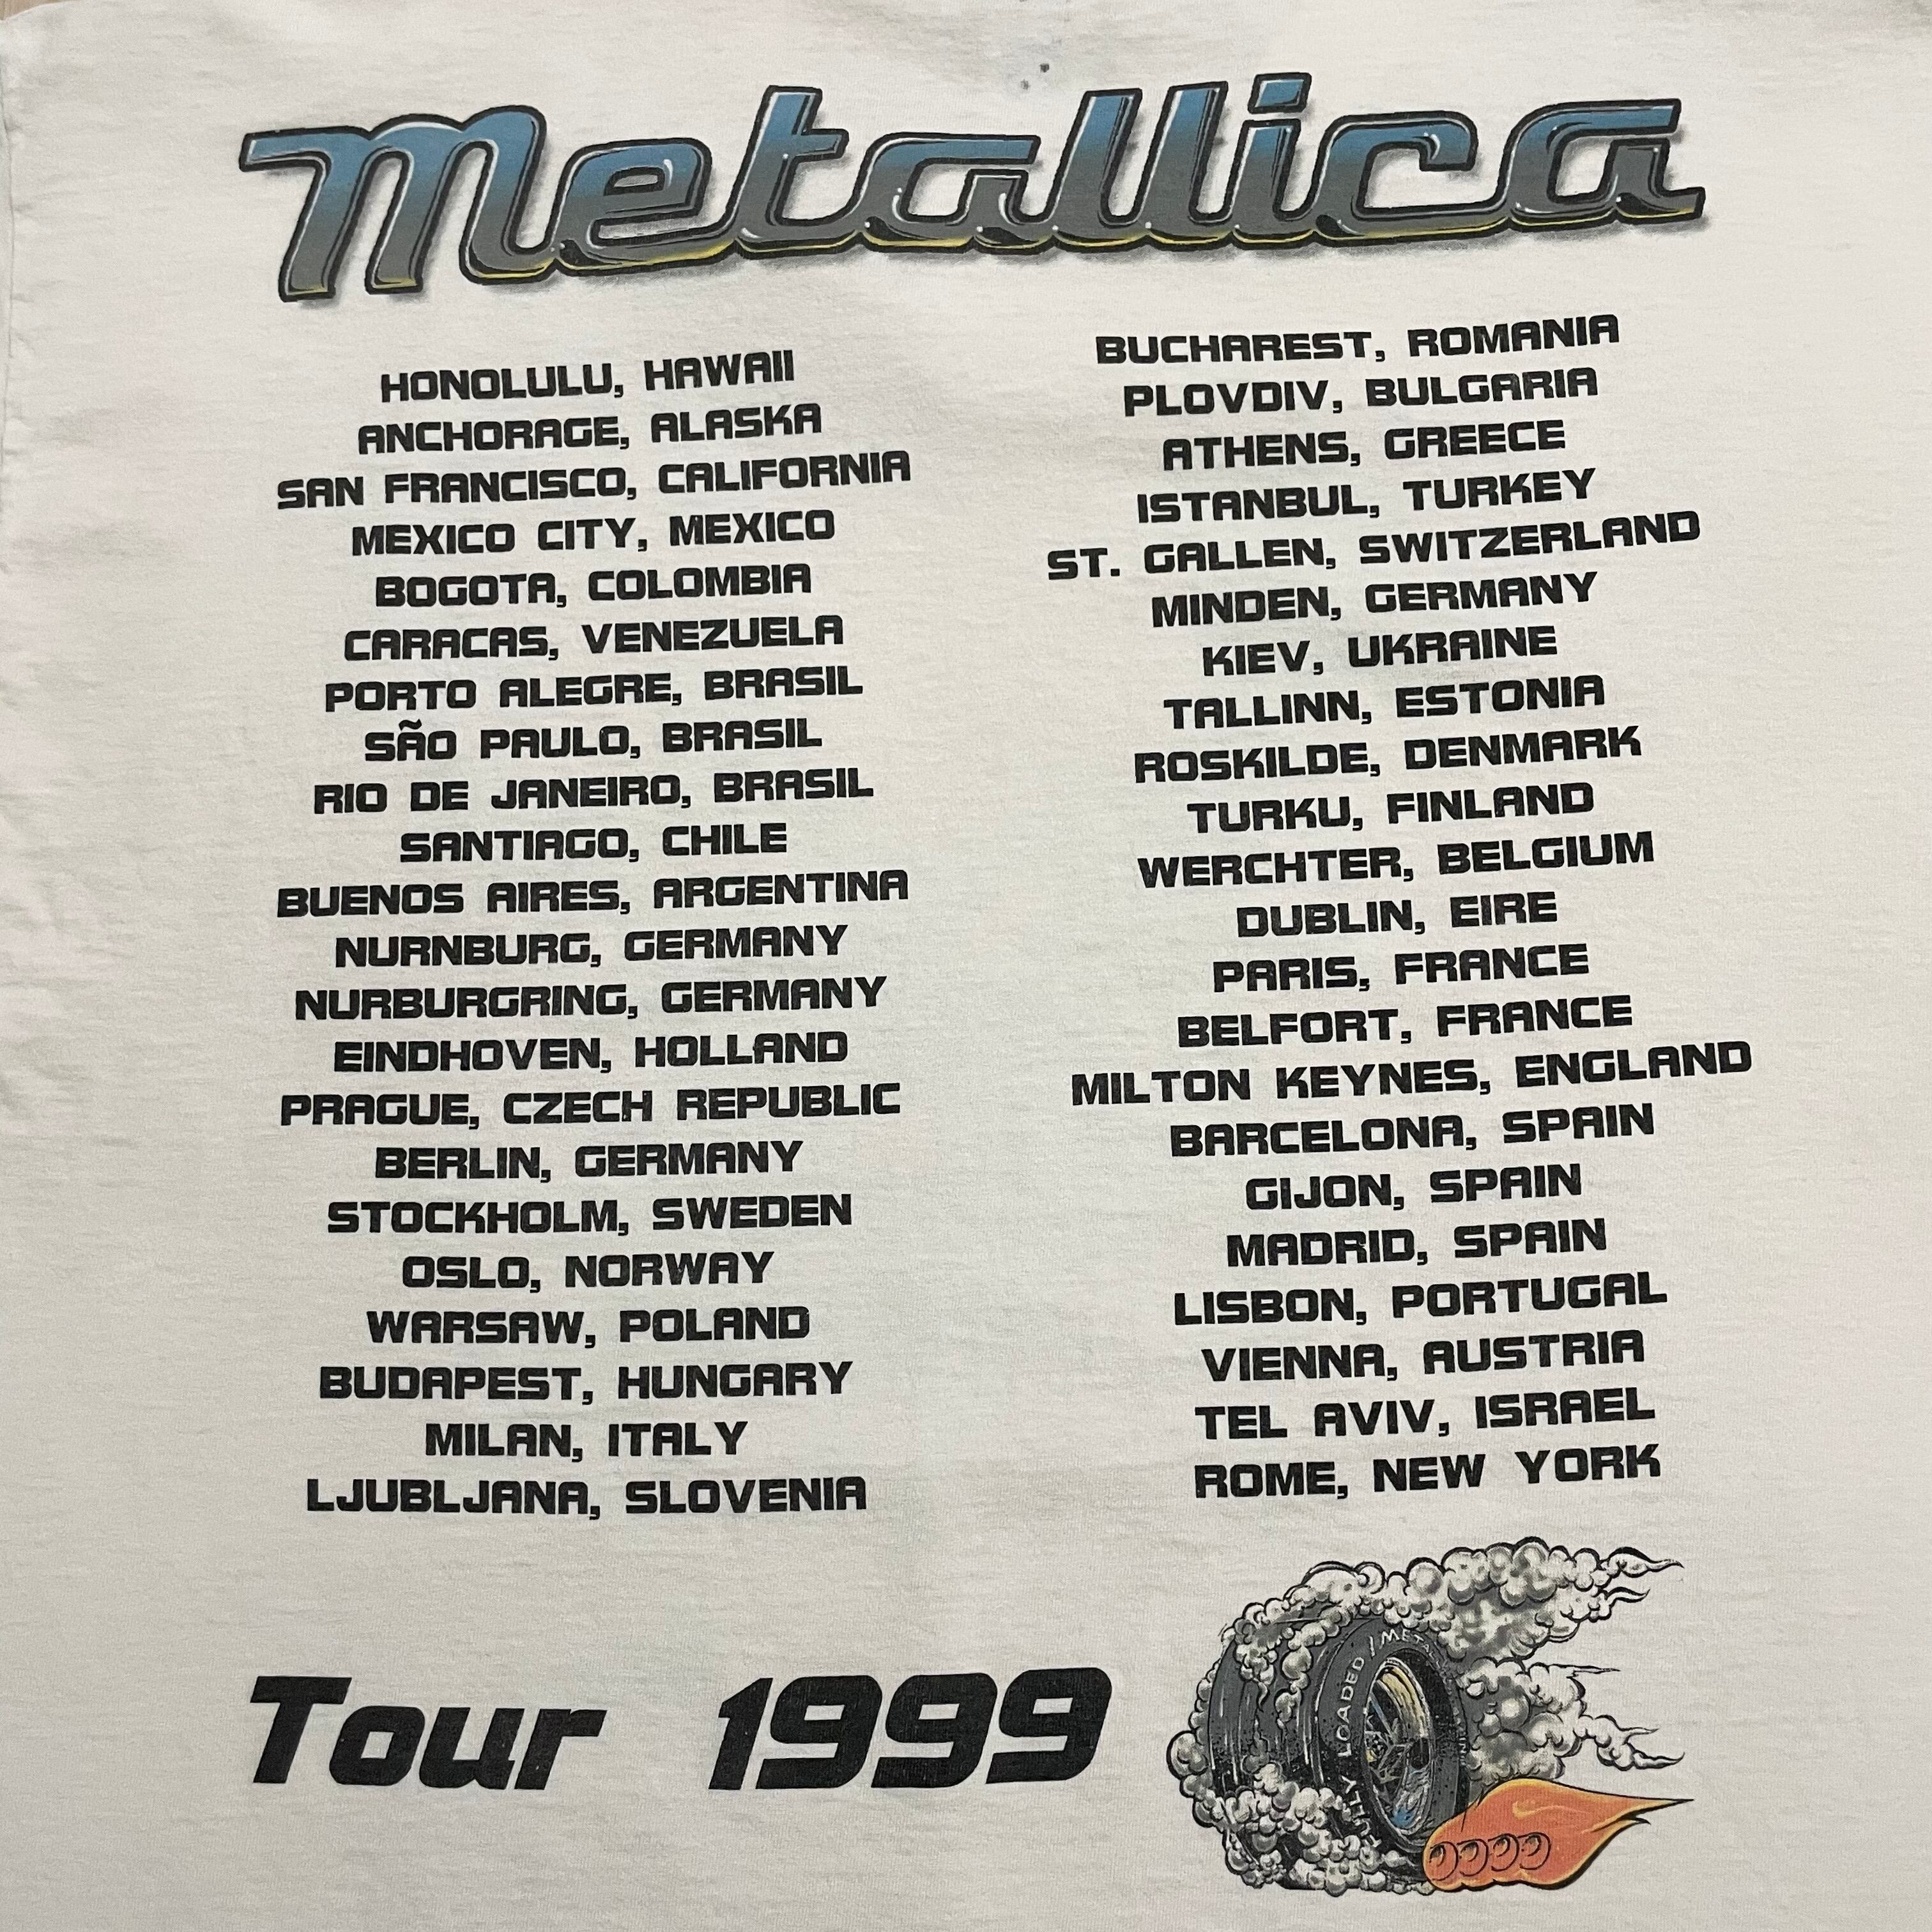 Metallica
HONOLULU, HAWAII
ANCHORAGE, ALASKA
SAN FRANCISCO, CALIFORNIA
MEXICO CITY, MEXICO
BOGOTA, COLOMBIA
CARACAS, VENEZUELA
PORTO ALEGRE, BRASIL
SÃO PAULO, BRASIL
RIO DE JANEIRO, BRASIL
SANTIAGO, CHILE
BUENOS AIRES, ARGENTINA
NURNBURG, GERMANY
NURBURGRING, GERMANY
EINDHOVEN, HOLLAND
PRAGUE, CZECH REPUBLIC
BERLIN, GERMANY
STOCKHOLM, SWEDEN
OSLO, NORWAY
WARSAW, POLAND
BUDAPEST, HUNGARY
MILAN, ITALY
LJUBLJANA, SLOVENIA
BUCHAREST, ROMANIA
PLOVDIV, BULGARIA
ATHENS, GREECE
ISTANBUL, TURKEY
ST. GALLEN, SWITZERLAND
MINDEN, GERMANY
KIEV, UKRAINE
TALLINN, ESTONIA
ROSKILDE, DENMARK
TURKU, FINLAND
WERCHTER, BELGIUM
DUBLIN, EIRE
PARIS, FRANCE
BELFORT, FRANCE
MILTON KEYNES, ENGLAND
BARCELONA, SPAIN
GIJON, SPAIN
MADRID, SPAIN
LISBON, PORTUGAL
VIENNA, AUSTRIA
TEL AVIV, ISRAEL
ROME, NEW YORK
Tour 1999
LOADED